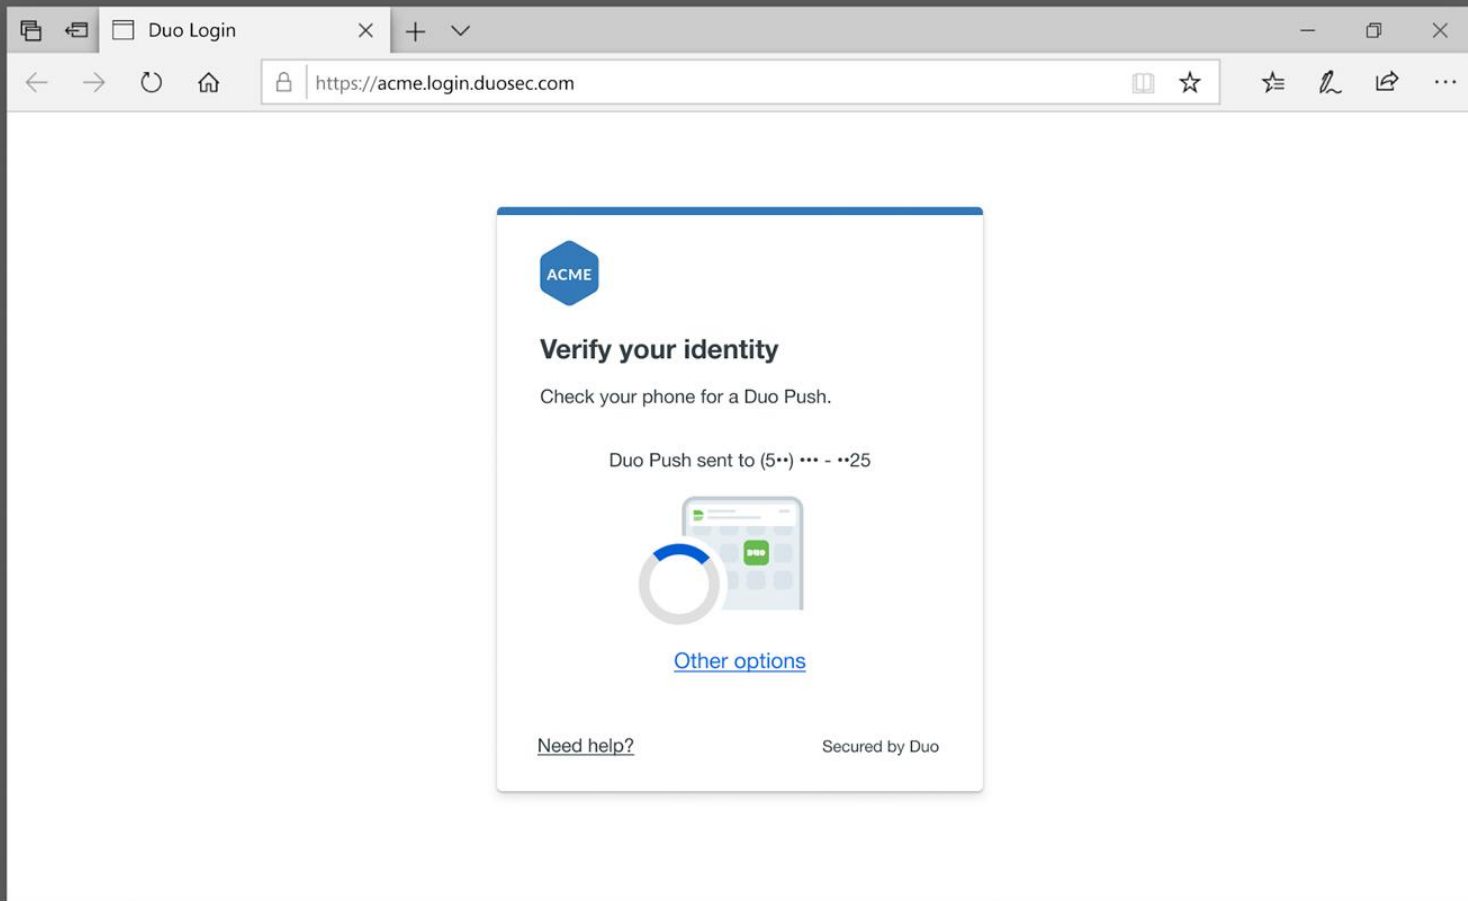 Duo Login
https://acme.login.duosec.com
ACME
Verify your identity
Check your phone for a Duo Push.
Duo Push sent to (5••) ••• - ••25
DUO
Other options
Need help?
Secured by Duo